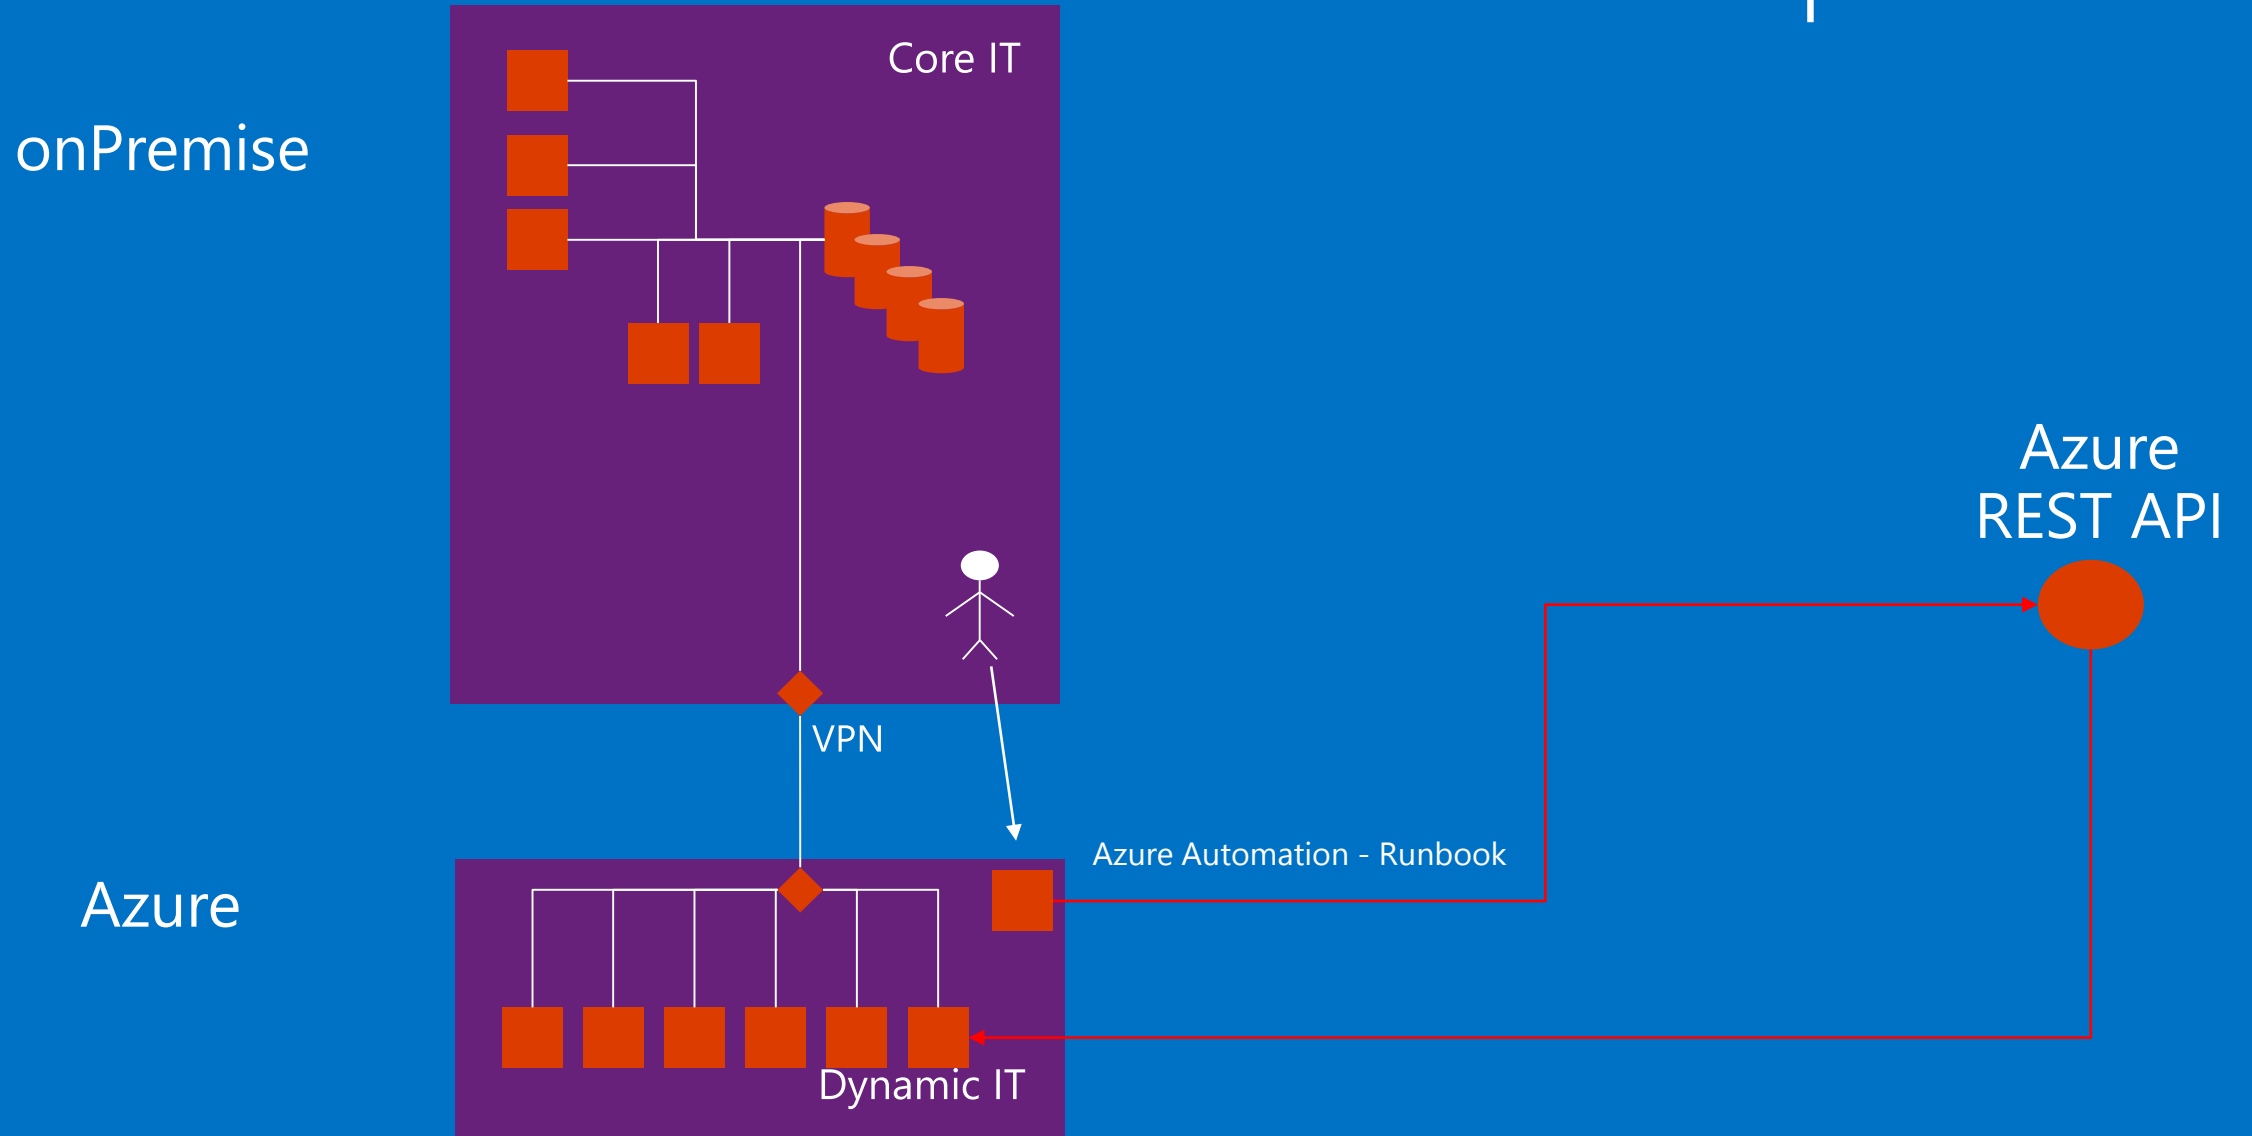 Core IT
onPremise
Azure
REST API
VPN
Azure Automation - Runbook
Azure
Dynamic IT